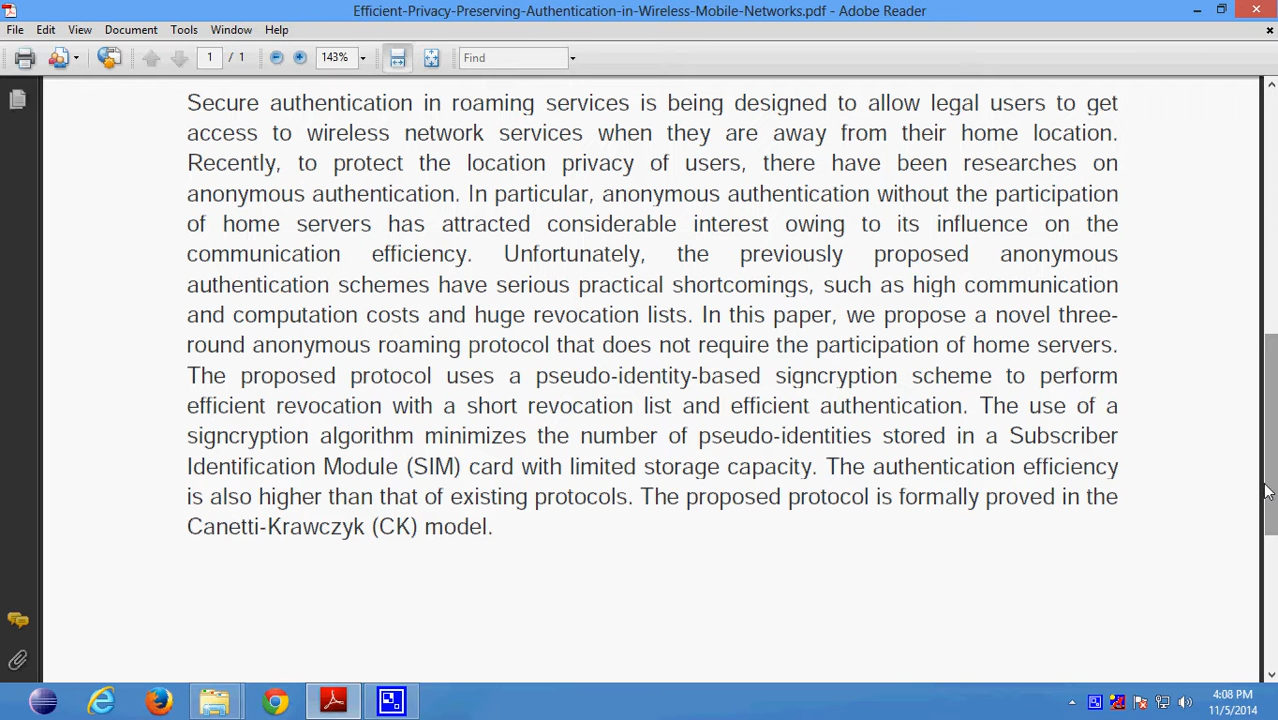 Efficient-Privacy-Preserving-Authentication-in-Wireless-Mobile-Networks.pdf - Adobe Reader
File Edit View Document Tools Window Help
1 / 1 143% Find
Secure authentication in roaming services is being designed to allow legal users to get
access to wireless network services when they are away from their home location.
Recently, to protect the location privacy of users, there have been researches on
anonymous authentication. In particular, anonymous authentication without the participation
of home servers has attracted considerable interest owing to its influence on the
communication efficiency. Unfortunately, the previously proposed anonymous
authentication schemes have serious practical shortcomings, such as high communication
and computation costs and huge revocation lists. In this paper, we propose a novel three-
round anonymous roaming protocol that does not require the participation of home servers.
The proposed protocol uses a pseudo-identity-based signcryption scheme to perform
efficient revocation with a short revocation list and efficient authentication. The use of a
signcryption algorithm minimizes the number of pseudo-identities stored in a Subscriber
Identification Module (SIM) card with limited storage capacity. The authentication efficiency
is also higher than that of existing protocols. The proposed protocol is formally proved in the
Canetti-Krawczyk (CK) model.
4:08 PM
11/5/2014